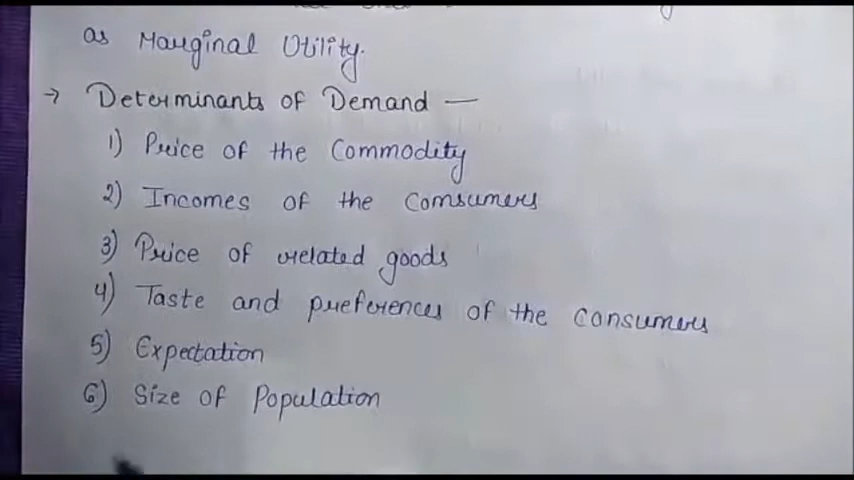 as Marginal Utility.
→ Determinants of Demand —
1) Price of the Commodity
2) Incomes of the Consumers
3) Price of related goods
4) Taste and preferences of the consumers
5) Expectation
6) Size of Population